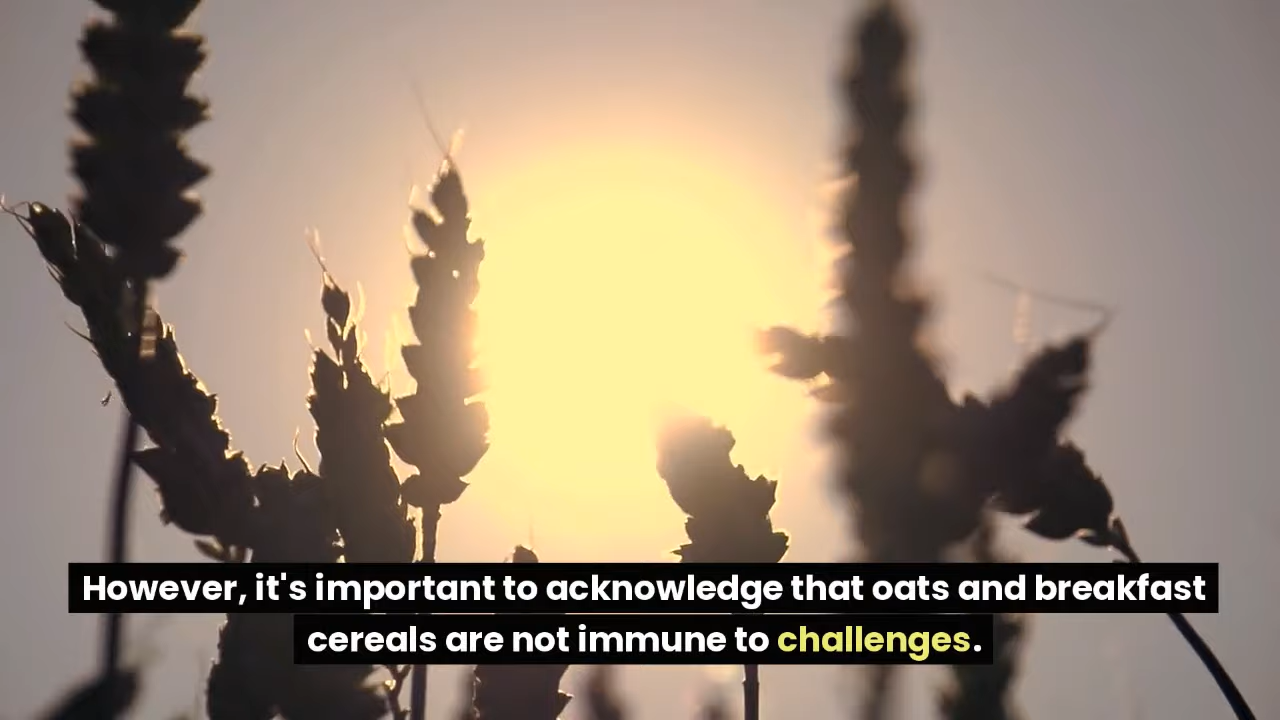 However, it's important to acknowledge that oats and breakfast
cereals are not immune to challenges.